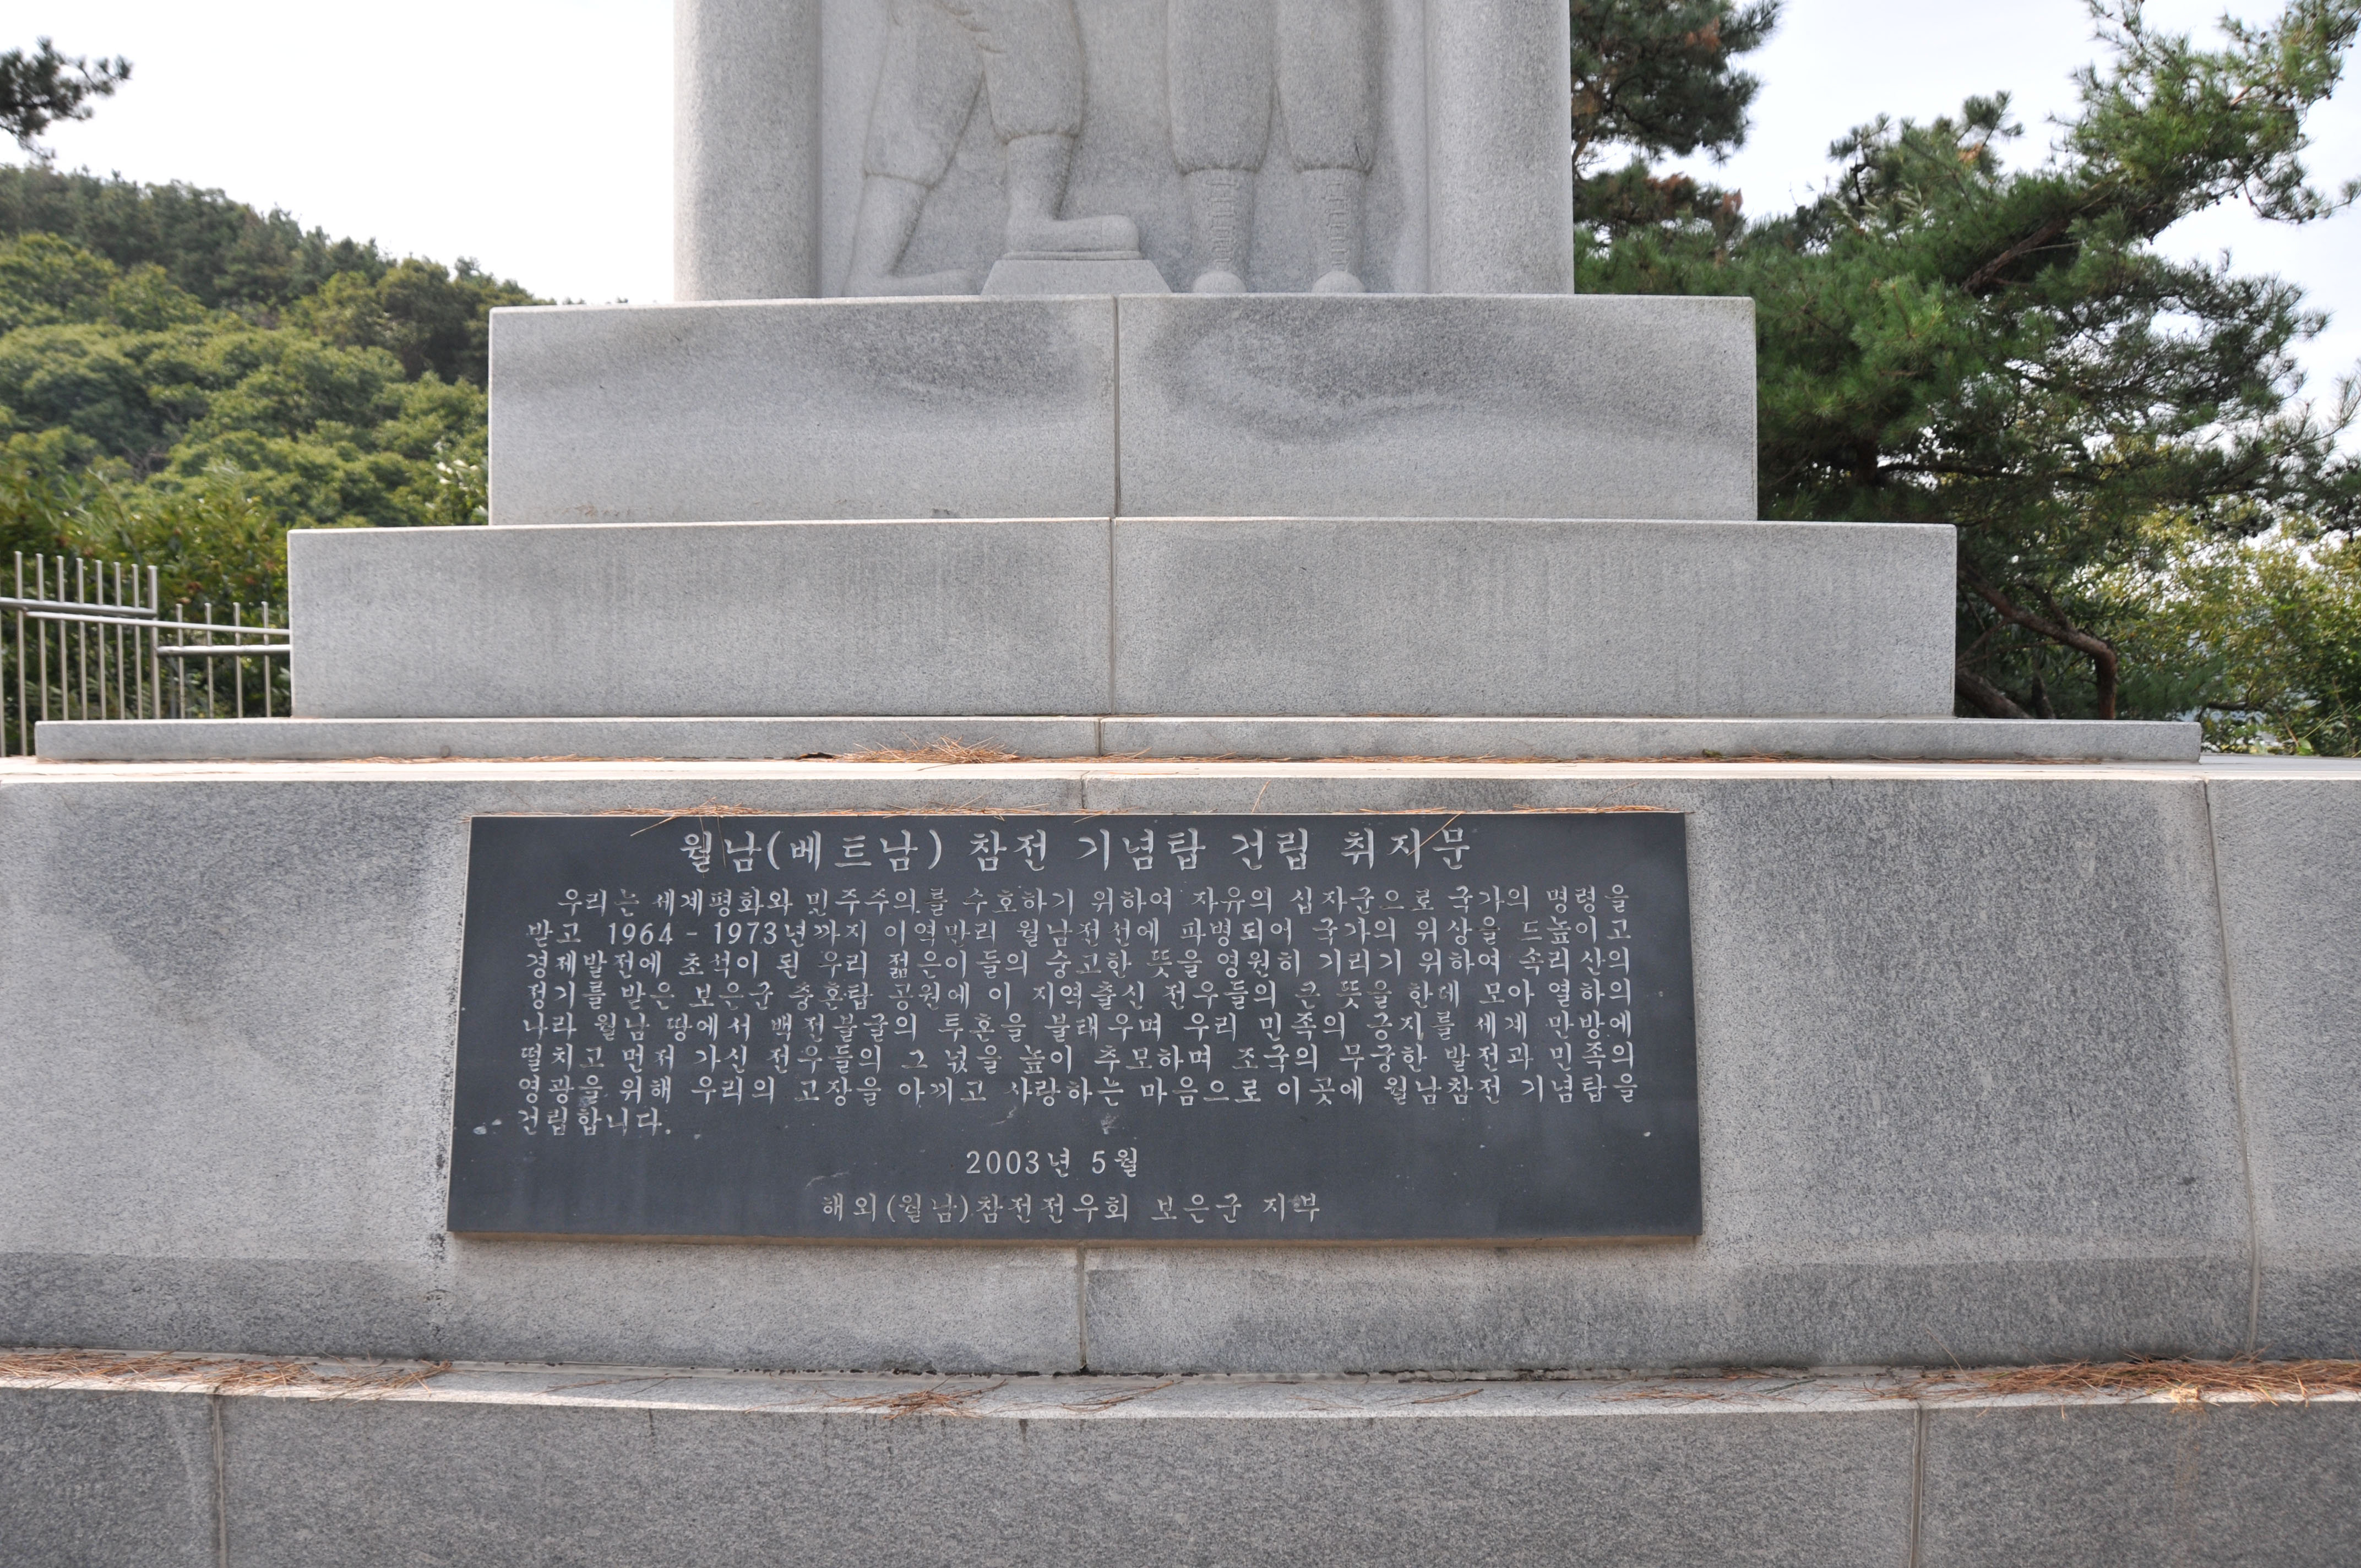 월남(베트남) 참전 기념탑 건립 취지문
우리는 세계평화와 민주주의를 수호하기 위하여 자유의 십자군으로 국가의 명령을
받고 1964 - 1973년까지 이역만리 월남전선에 파병되어 국가의 위상을 드높이고
경제발전에 초석이 된 우리 젊은이들의 숭고한 뜻을 영원히 기리기 위하여 속리산의
정기를 받은 보은군 충혼탑 공원에 이 지역출신 전우들의 큰 뜻을 한데 모아 열하의
나라 월남 땅에서 백전불굴의 투혼을 불태우며 우리 민족의 긍지를 세계 만방에
떨치고 먼저 가신 전우들의 그 넋을 높이 추모하며 조국의 무궁한 발전과 민족의
영광을 위해 우리의 고장을 아끼고 사랑하는 마음으로 이곳에 월남참전 기념탑을
건립합니다.
2003년 5월
해외(월남)참전전우회 보은군 지부